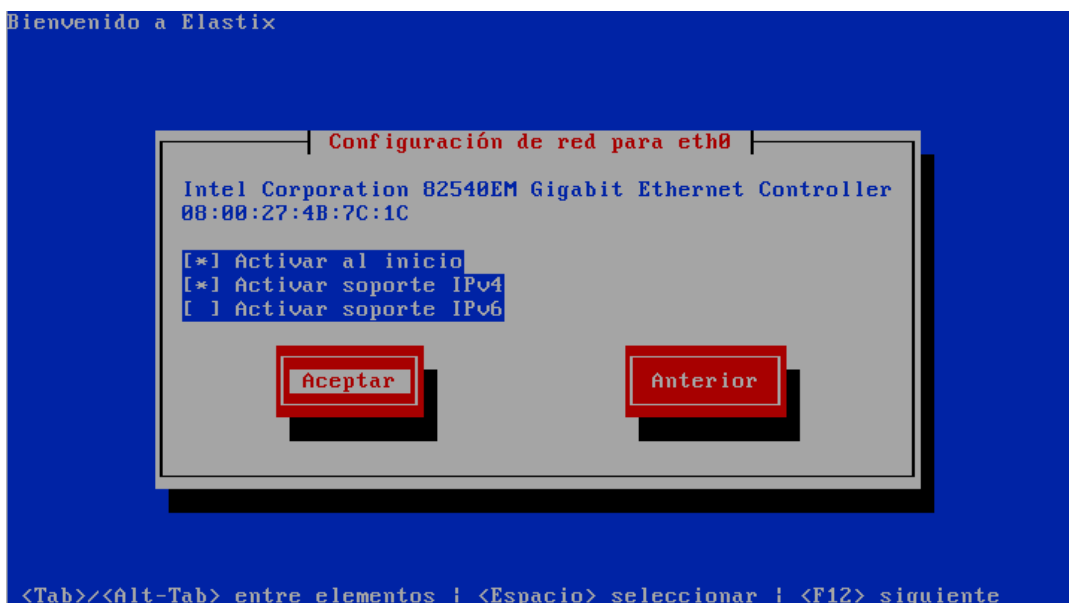 Bienvenido a Elastix
Configuración de red para eth0
Intel Corporation 82540EM Gigabit Ethernet Controller
08:00:27:4B:7C:1C
[*] Activar al inicio
[*] Activar soporte IPv4
[ ] Activar soporte IPv6
Aceptar Anterior
<Tab>/<Alt-Tab> entre elementos | <Espacio> seleccionar | <F12> siguiente